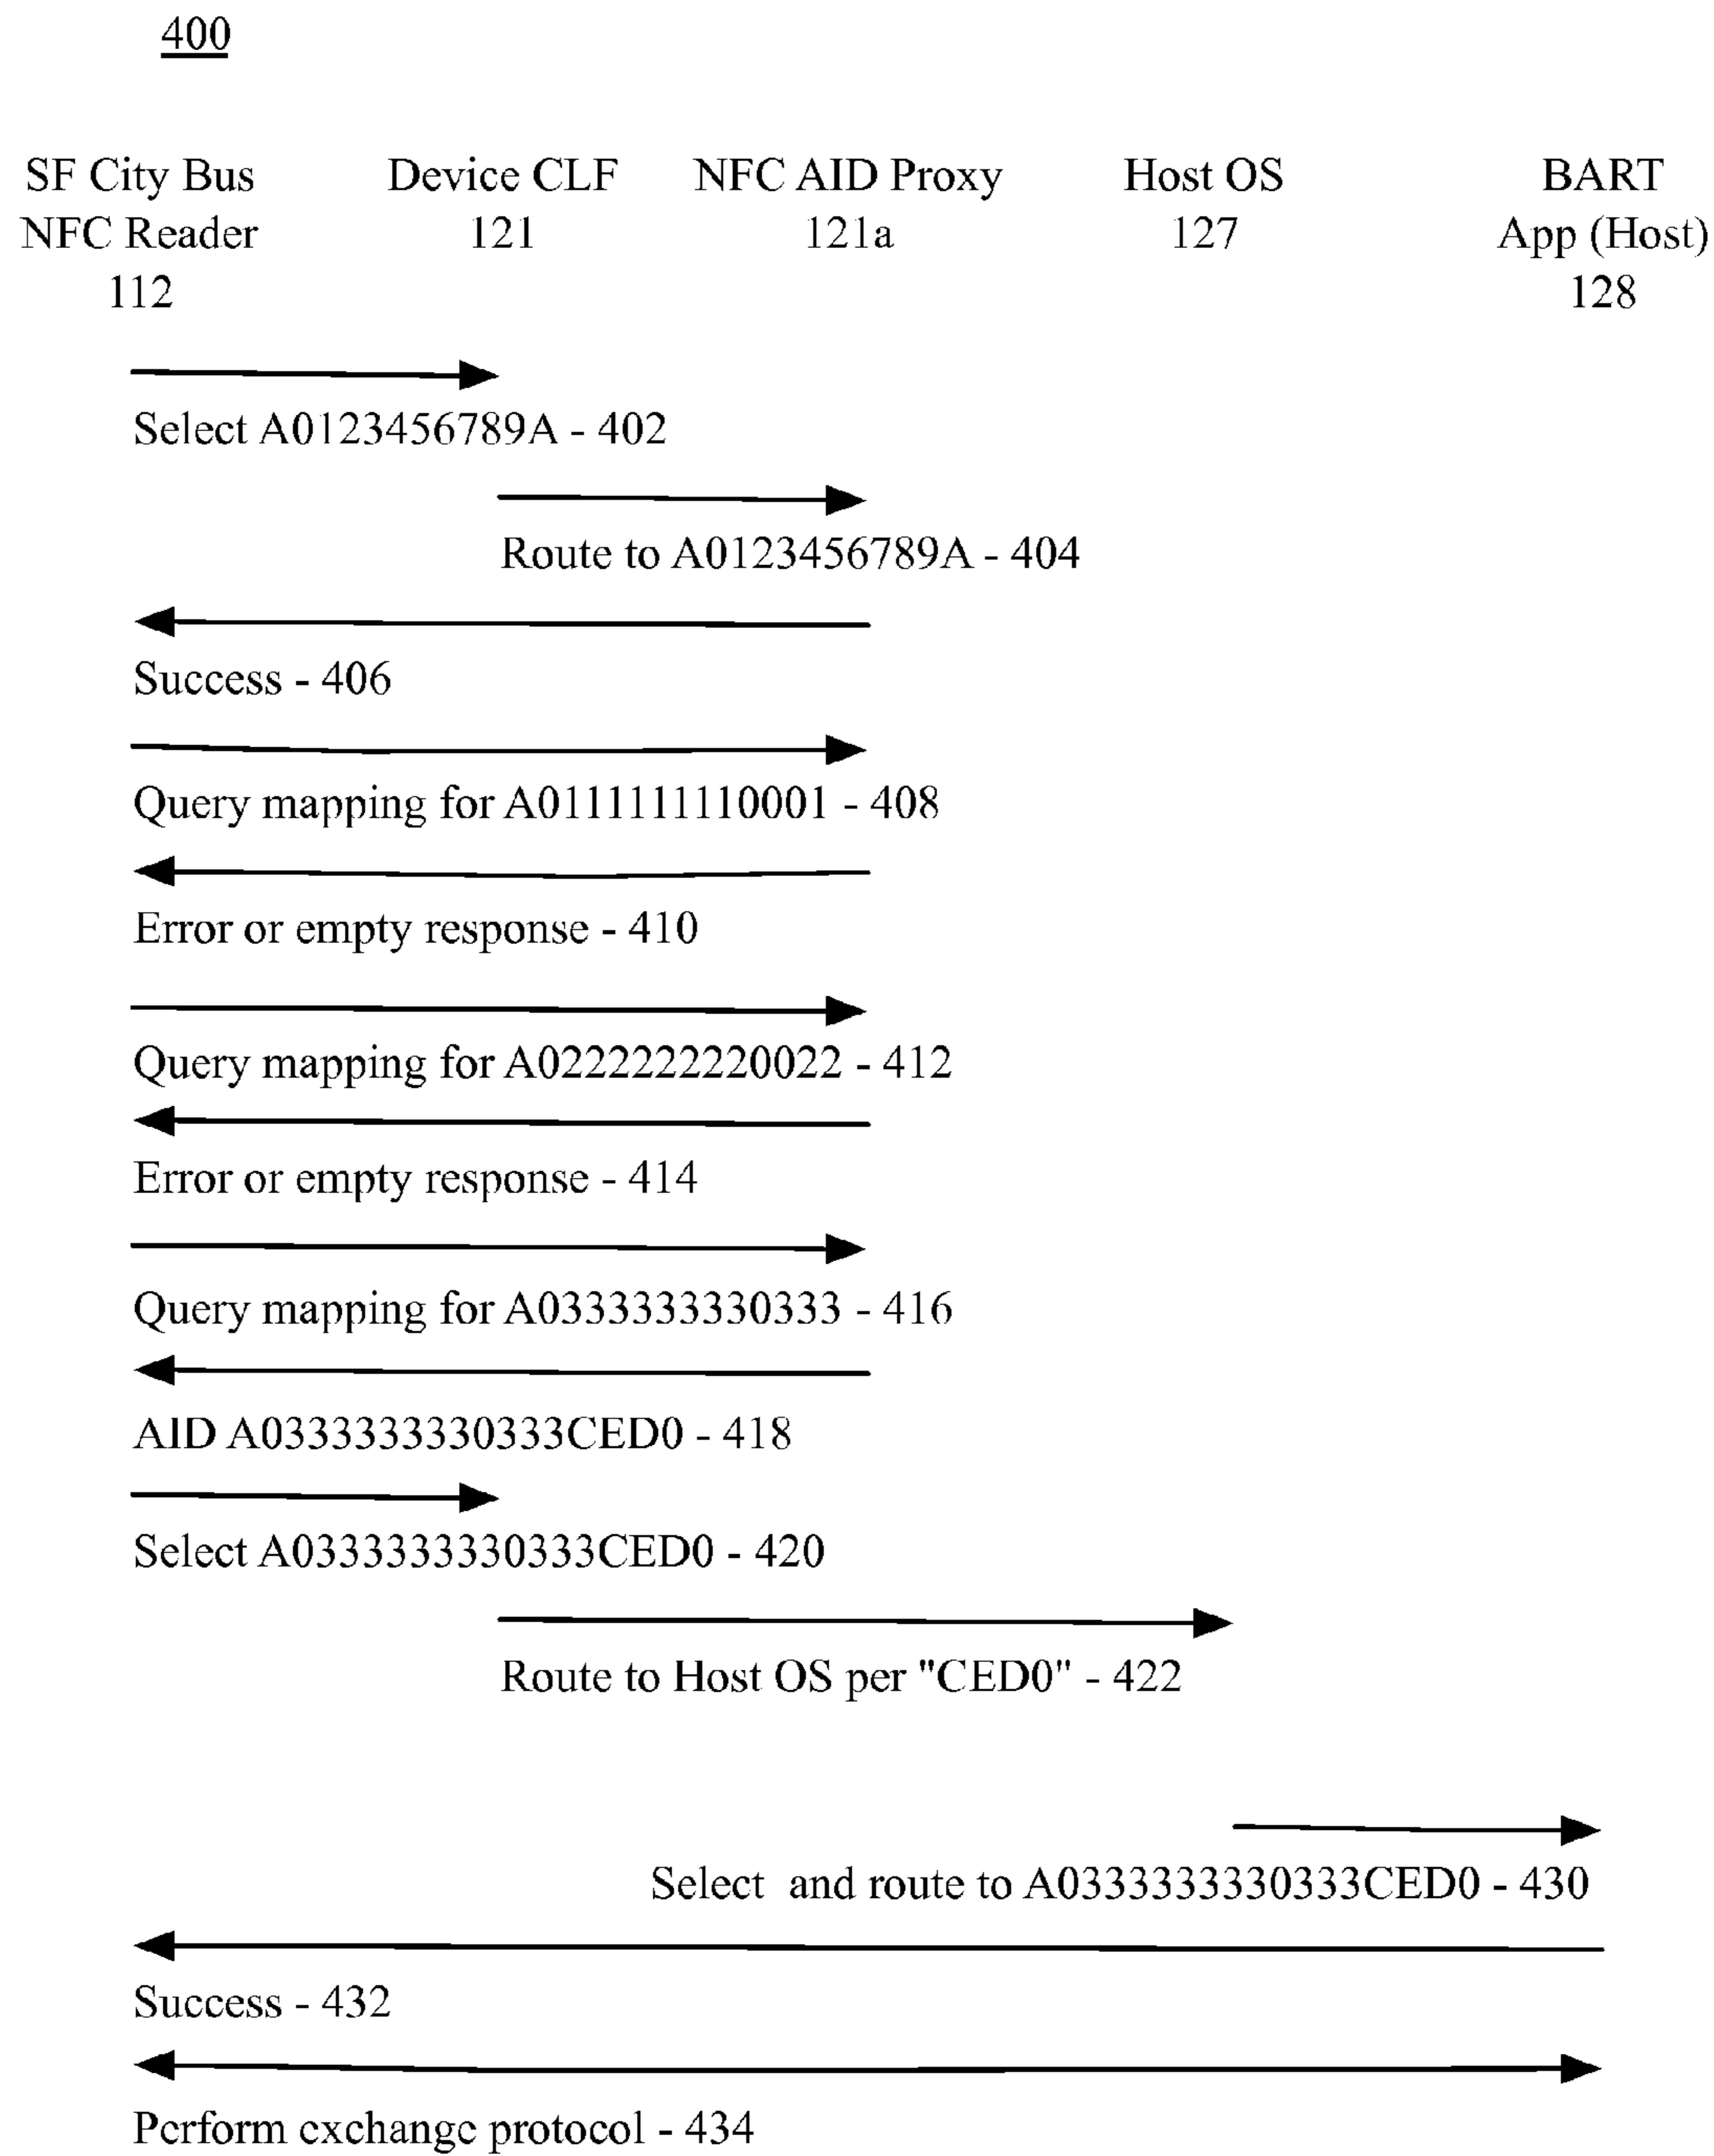 400
SF City Bus Device CLF NFC AID Proxy Host OS BART
NFC Reader 121 121a 127 App (Host)
112 128
Select A0123456789A - 402
Route to A0123456789A - 404
Success - 406
Query mapping for A0111111110001 - 408
Error or empty response - 410
Query mapping for A0222222220022 - 412
Error or empty response - 414
Query mapping for A0333333330333 - 416
AID A0333333330333CED0 - 418
Select A0333333330333CED0 - 420
Route to Host OS per "CED0" - 422
Select and route to A0333333330333CED0 - 430
Success - 432
Perform exchange protocol - 434